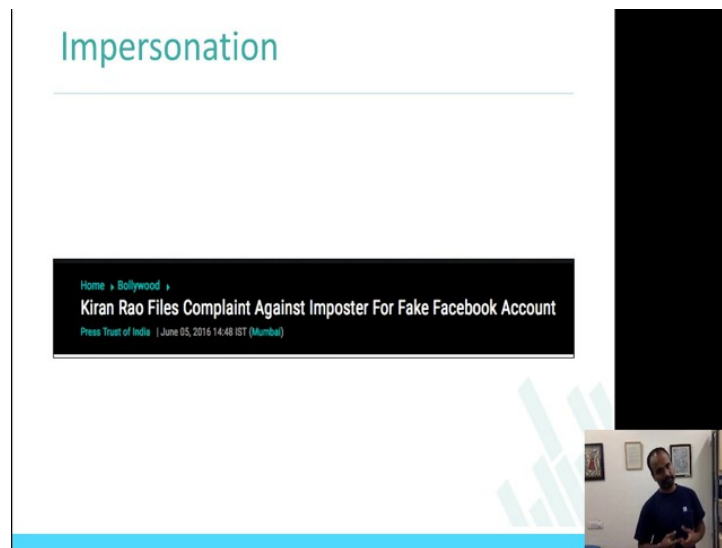 Impersonation
Home ▸ Bollywood ▸
Kiran Rao Files Complaint Against Imposter For Fake Facebook Account
Press Trust of India | June 05, 2016 14:48 IST (Mumbai)